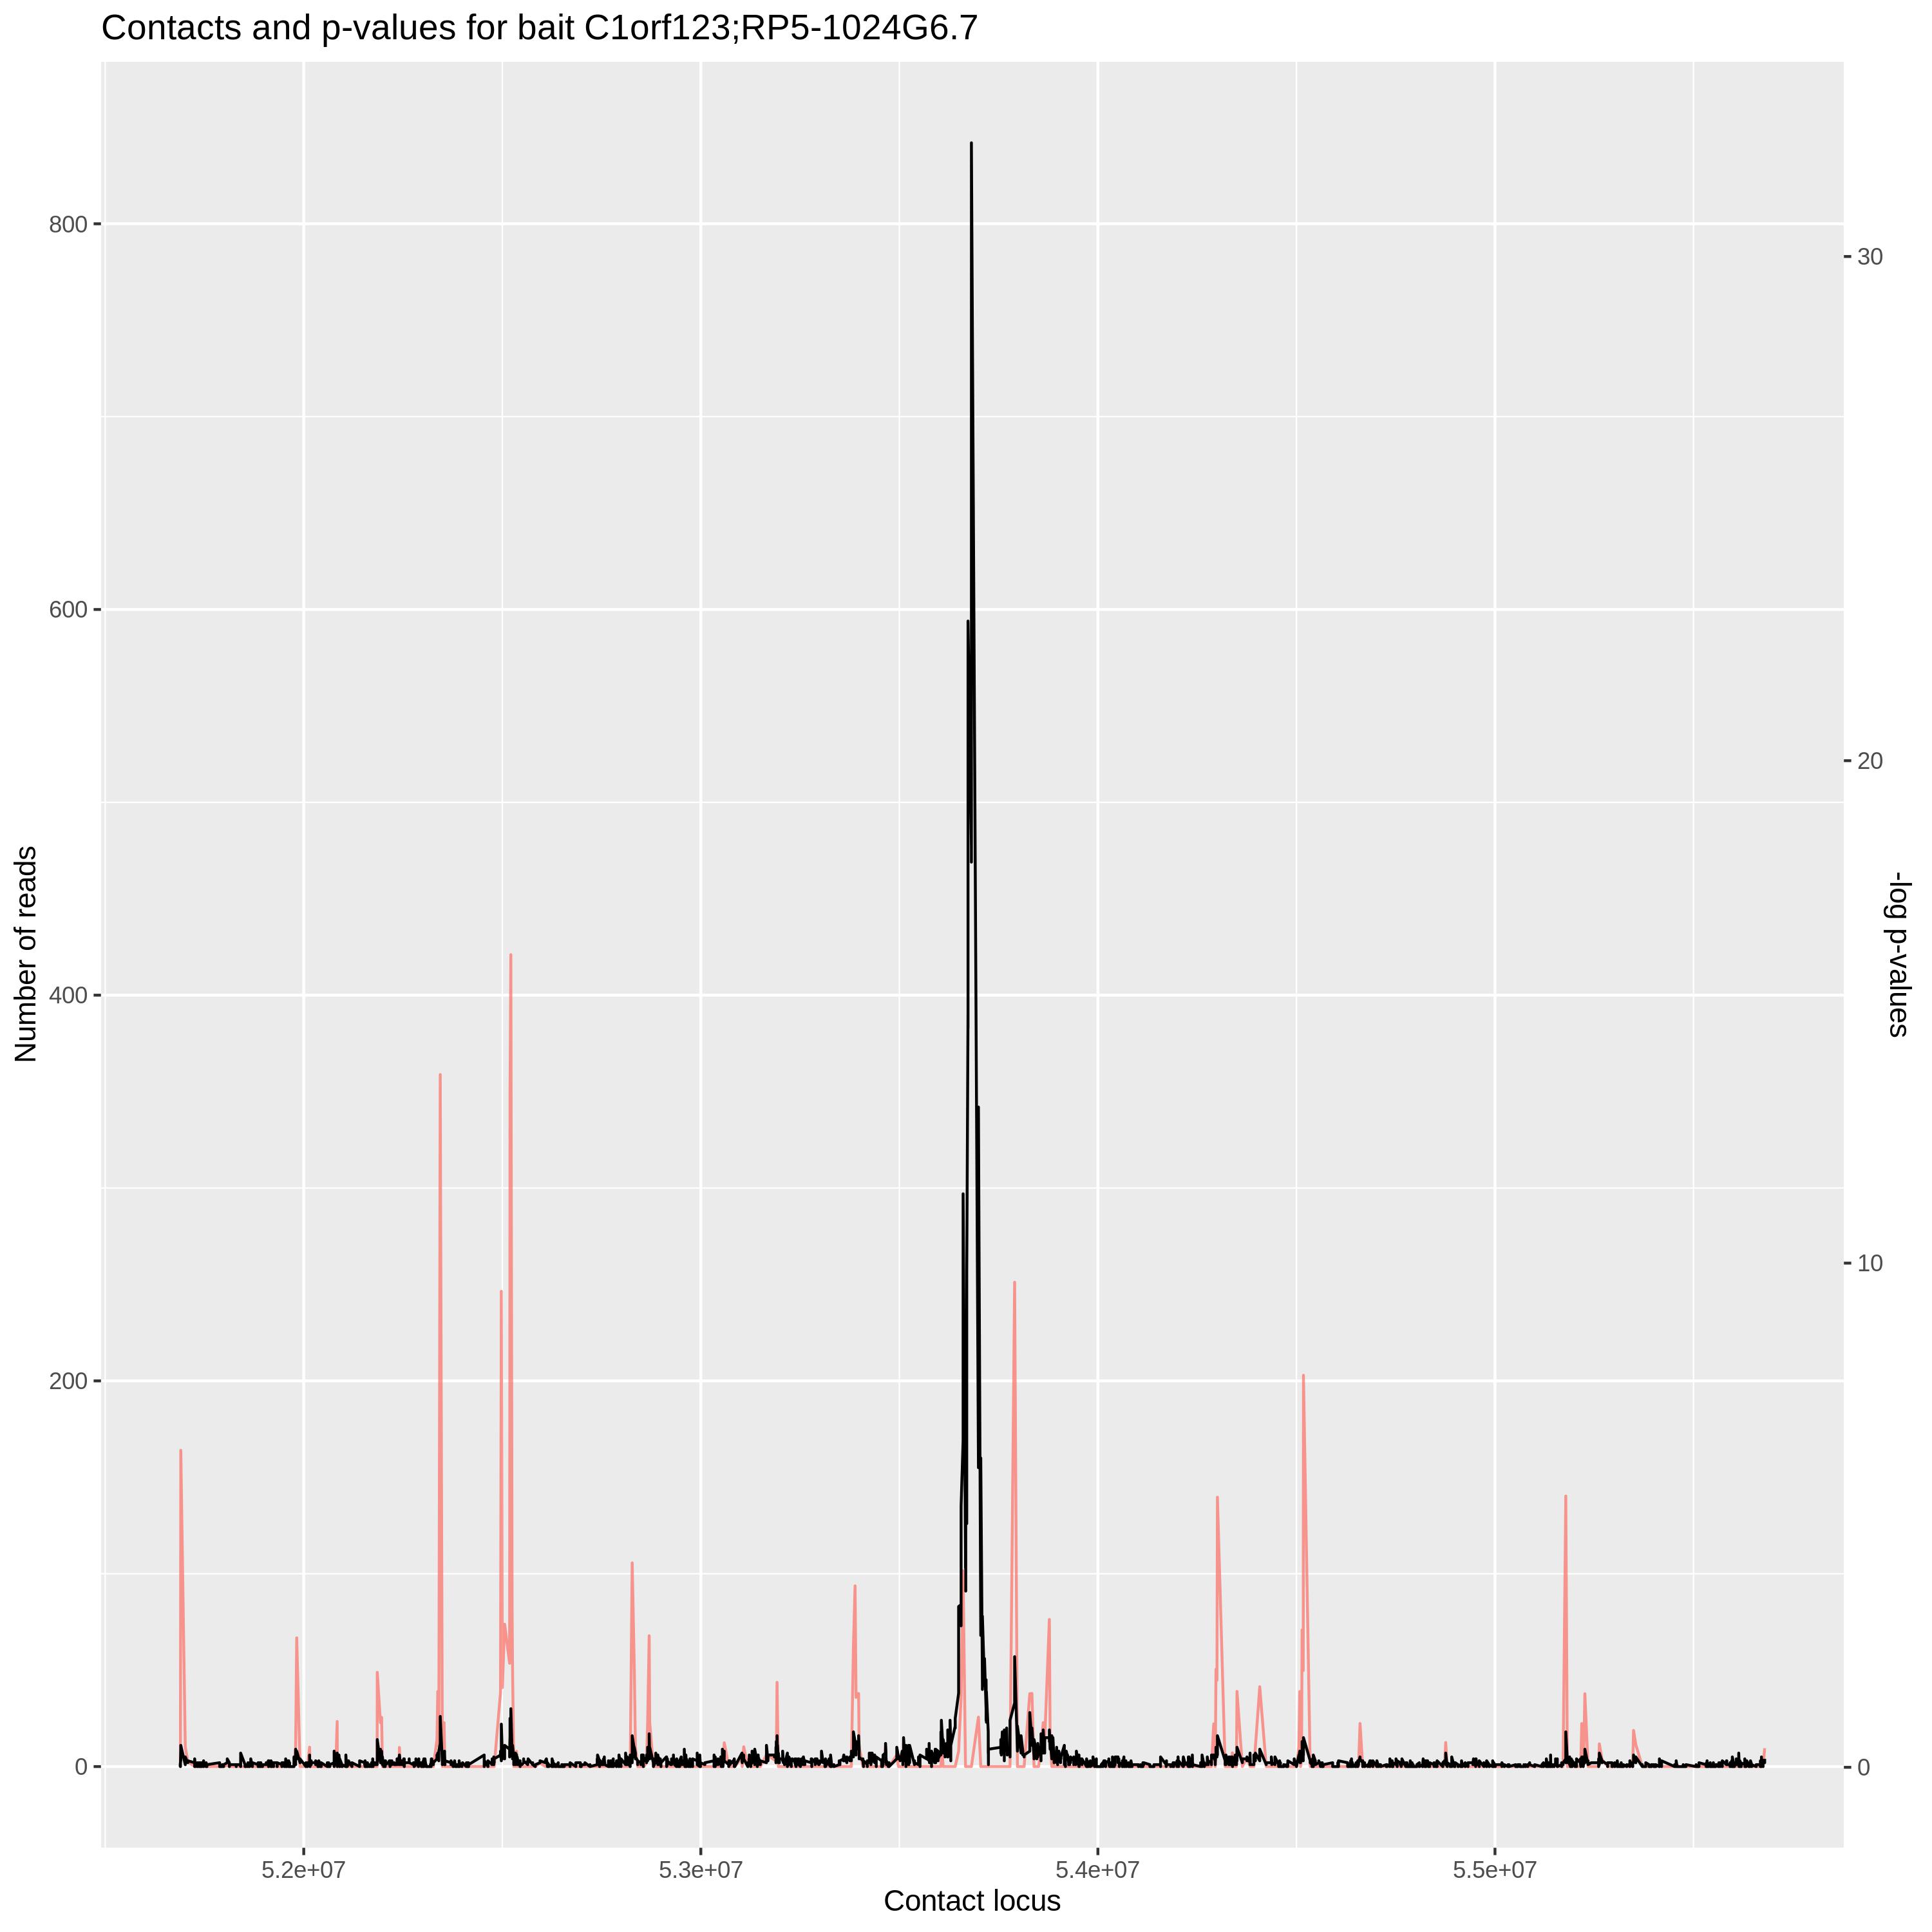 Contacts and p-values for bait C1orf123;RP5-1024G6.7
800
600
400
200
0
Number of reads
30
20
10
0
-log p-values
5.2e+07
5.3e+07
5.4e+07
5.5e+07
Contact locus